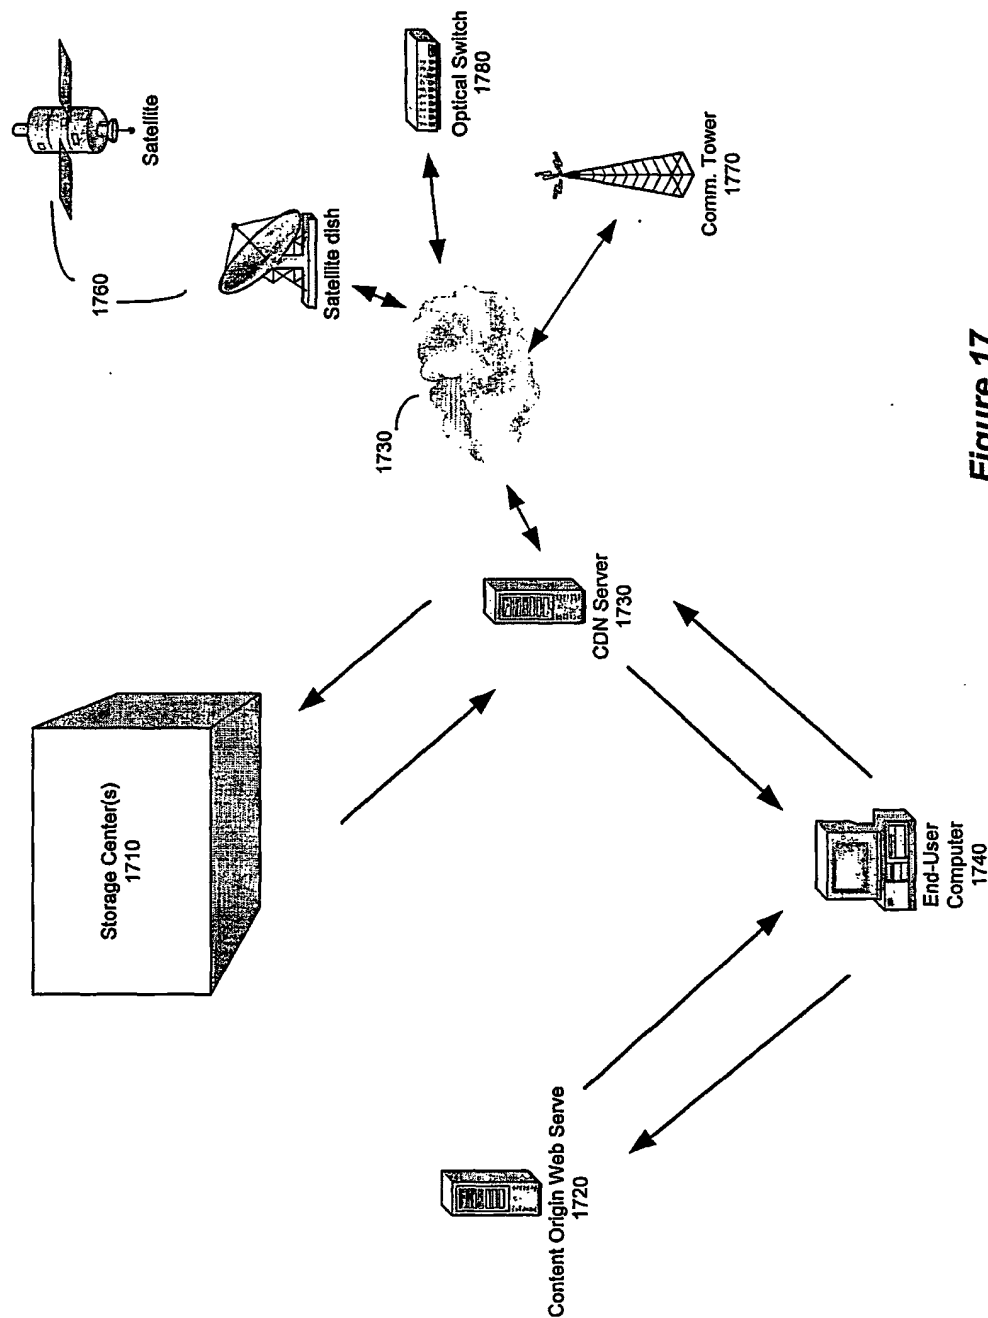 Storage Center(s)
1710
1760
Satellite
Satellite dish
Optical Switch
1780
1730
Comm. Tower
1770
CDN Server
1730
Content Origin Web Serve
1720
End-User
Computer
1740
Figure 17